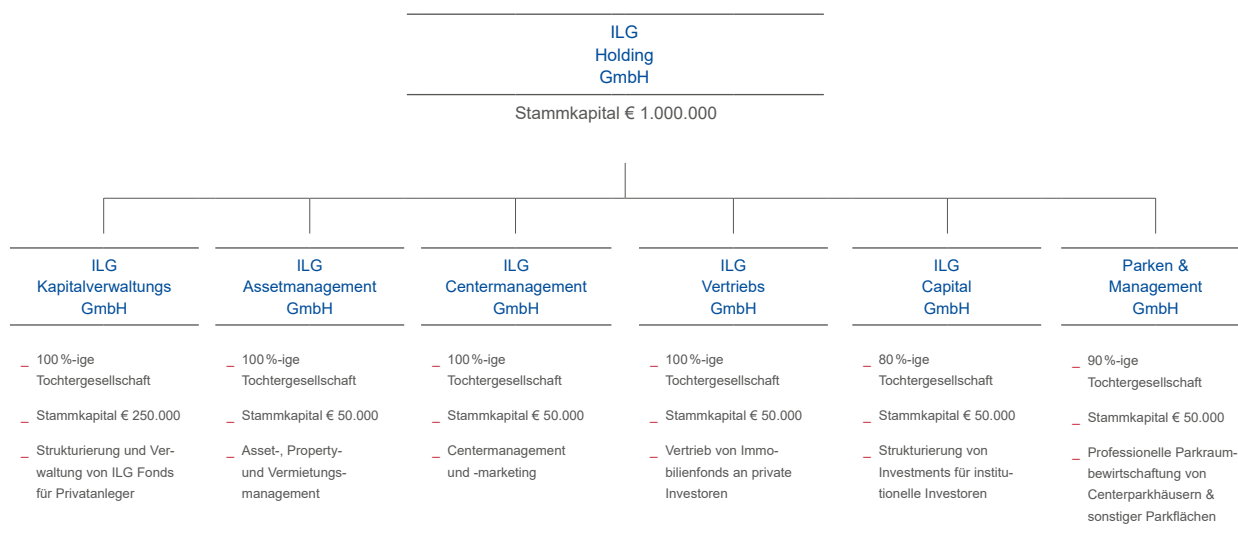 ILG
Holding
GmbH
Stammkapital € 1.000.000
ILG
Kapitalverwaltungs
GmbH
_ 100 %-ige
Tochtergesellschaft
_ Stammkapital € 250.000
_ Strukturierung und Ver-
waltung von ILG Fonds
für Privatanleger
ILG
Assetmanagement
GmbH
_ 100 %-ige
Tochtergesellschaft
_ Stammkapital € 50.000
_ Asset-, Property-
und Vermietungs-
management
ILG
Centermanagement
GmbH
_ 100 %-ige
Tochtergesellschaft
_ Stammkapital € 50.000
_ Centermanagement
und -marketing
ILG
Vertriebs
GmbH
_ 100 %-ige
Tochtergesellschaft
_ Stammkapital € 50.000
_ Vertrieb von Immo-
bilienfonds an private
Investoren
ILG
Capital
GmbH
_ 80 %-ige
Tochtergesellschaft
_ Stammkapital € 50.000
_ Strukturierung von
Investments für institu-
tionelle Investoren
Parken &
Management
GmbH
_ 90 %-ige
Tochtergesellschaft
_ Stammkapital € 50.000
_ Professionelle Parkraum-
bewirtschaftung von
Centerparkhäusern &
sonstiger Parkflächen